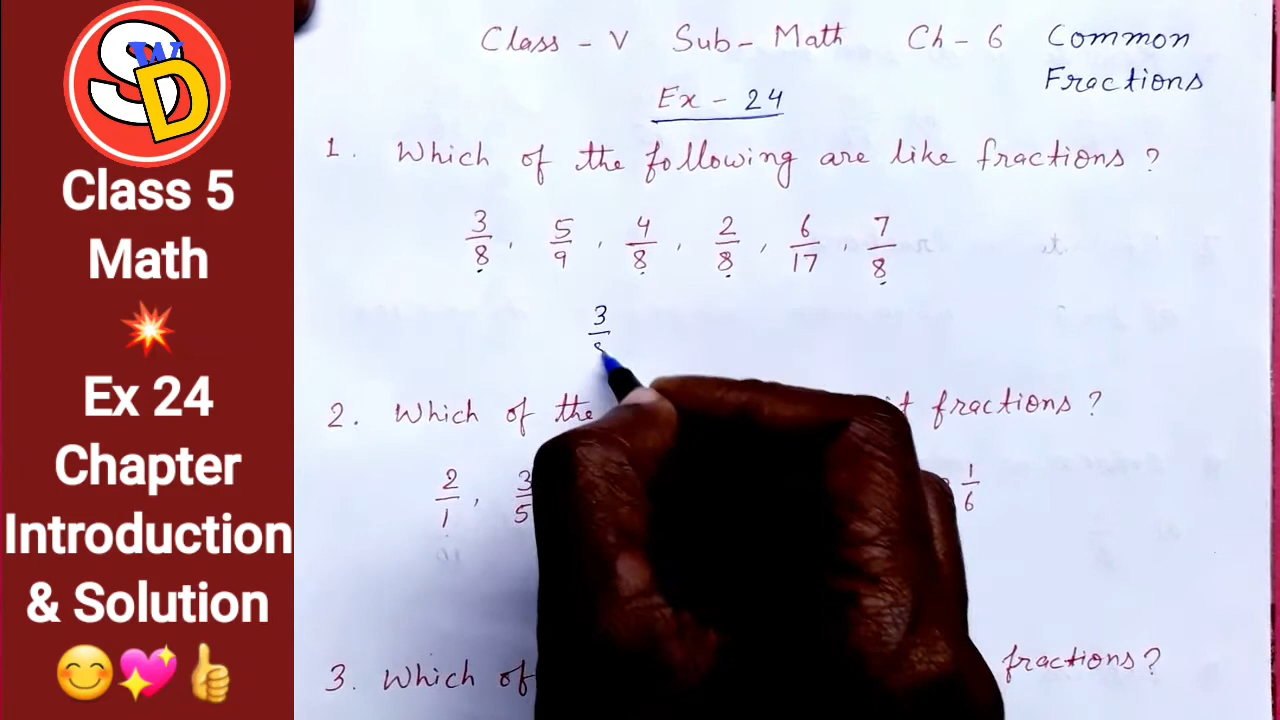 SWD
Class 5
Math
Ex 24
Chapter
Introduction
& Solution
Class - V Sub - Math Ch - 6 Common
Fractions
Ex - 24
1. Which of the following are like fractions ?
3/8, 5/9, 4/8, 2/8, 6/17, 7/8
3
2. Which of the fractions ?
2/1, 3/5 1/6
3. Which of fractions ?